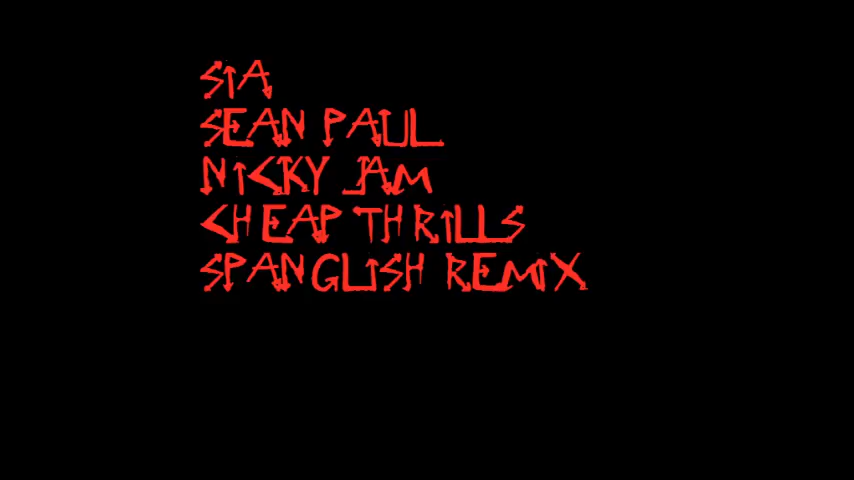 SIA
SEAN PAUL
NICKY JAM
CHEAP THRILLS
SPANGLISH REMIX